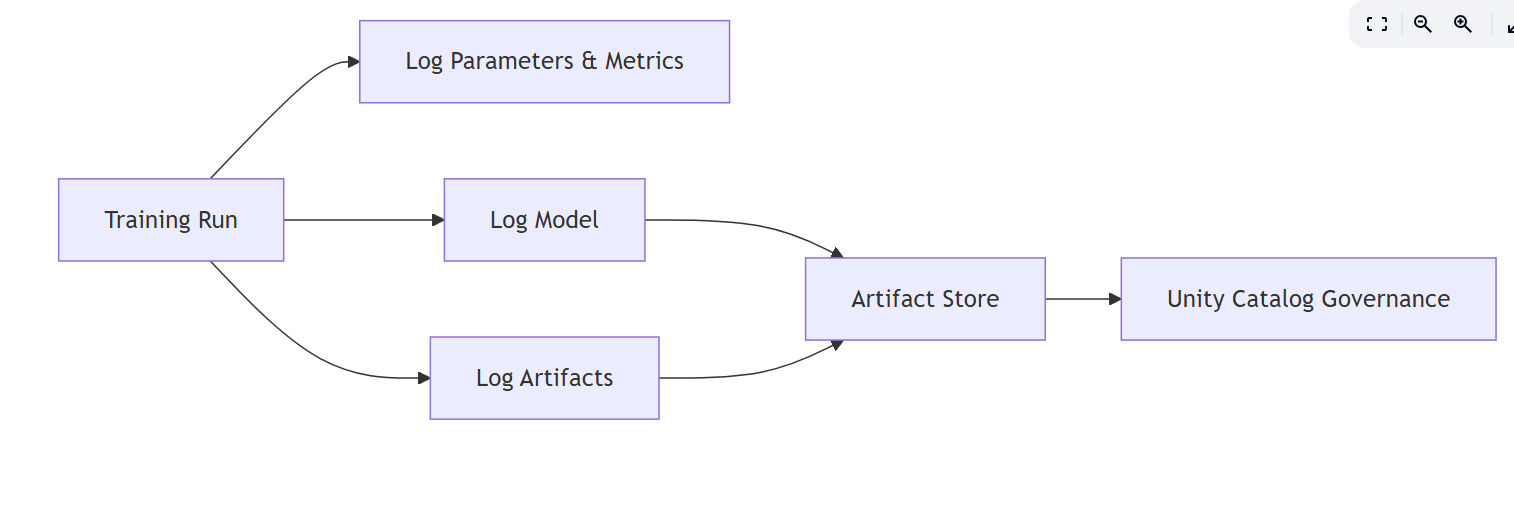 Log Parameters & Metrics
Training Run
Log Model
Artifact Store
Unity Catalog Governance
Log Artifacts